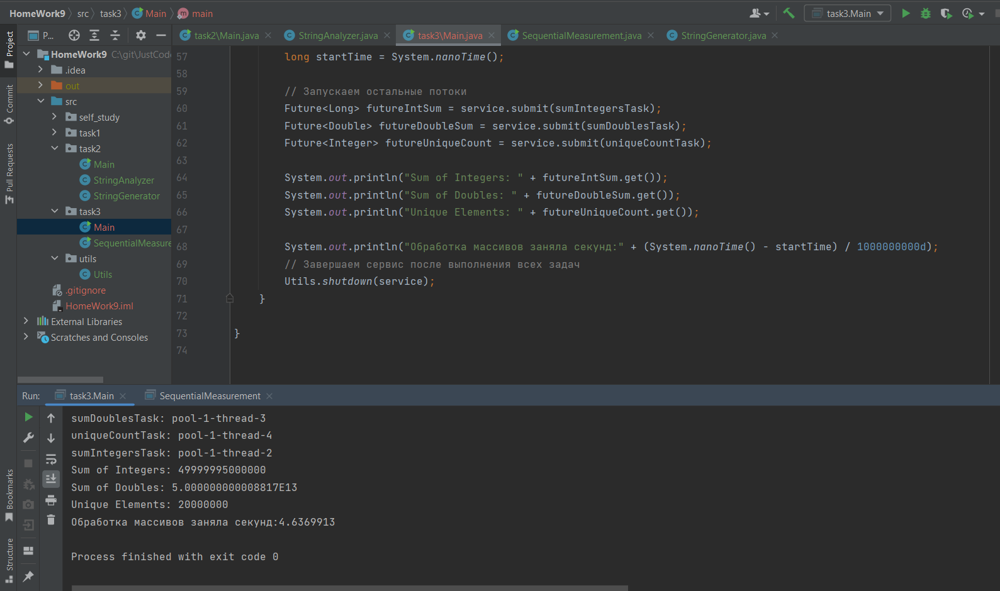 HomeWork9 src task3 Main main
task3.Main
P...
task2\Main.java
StringAnalyzer.java
task3\Main.java
SequentialMeasurement.java
StringGenerator.java
Project
Commit
Pull Requests
Bookmarks
Structure
HomeWork9 C:\git\JustCode
.idea
out
src
self_study
task1
task2
Main
StringAnalyzer
StringGenerator
task3
Main
SequentialMeasure
utils
Utils
.gitignore
HomeWork9.iml
External Libraries
Scratches and Consoles
57 long startTime = System.nanoTime();
58
59 // Запускаем остальные потоки
60 Future<Long> futureIntSum = service.submit(sumIntegersTask);
61 Future<Double> futureDoubleSum = service.submit(sumDoublesTask);
62 Future<Integer> futureUniqueCount = service.submit(uniqueCountTask);
63
64 System.out.println("Sum of Integers: " + futureIntSum.get());
65 System.out.println("Sum of Doubles: " + futureDoubleSum.get());
66 System.out.println("Unique Elements: " + futureUniqueCount.get());
67
68 System.out.println("Обработка массивов заняла секунд:" + (System.nanoTime() - startTime) / 1000000000d);
69 // Завершаем сервис после выполнения всех задач
70 Utils.shutdown(service);
71 }
72
73 }
74
Run: task3.Main SequentialMeasurement
sumDoublesTask: pool-1-thread-3
uniqueCountTask: pool-1-thread-4
sumIntegersTask: pool-1-thread-2
Sum of Integers: 49999995000000
Sum of Doubles: 5.000000000008817E13
Unique Elements: 20000000
Обработка массивов заняла секунд:4.6369913
Process finished with exit code 0